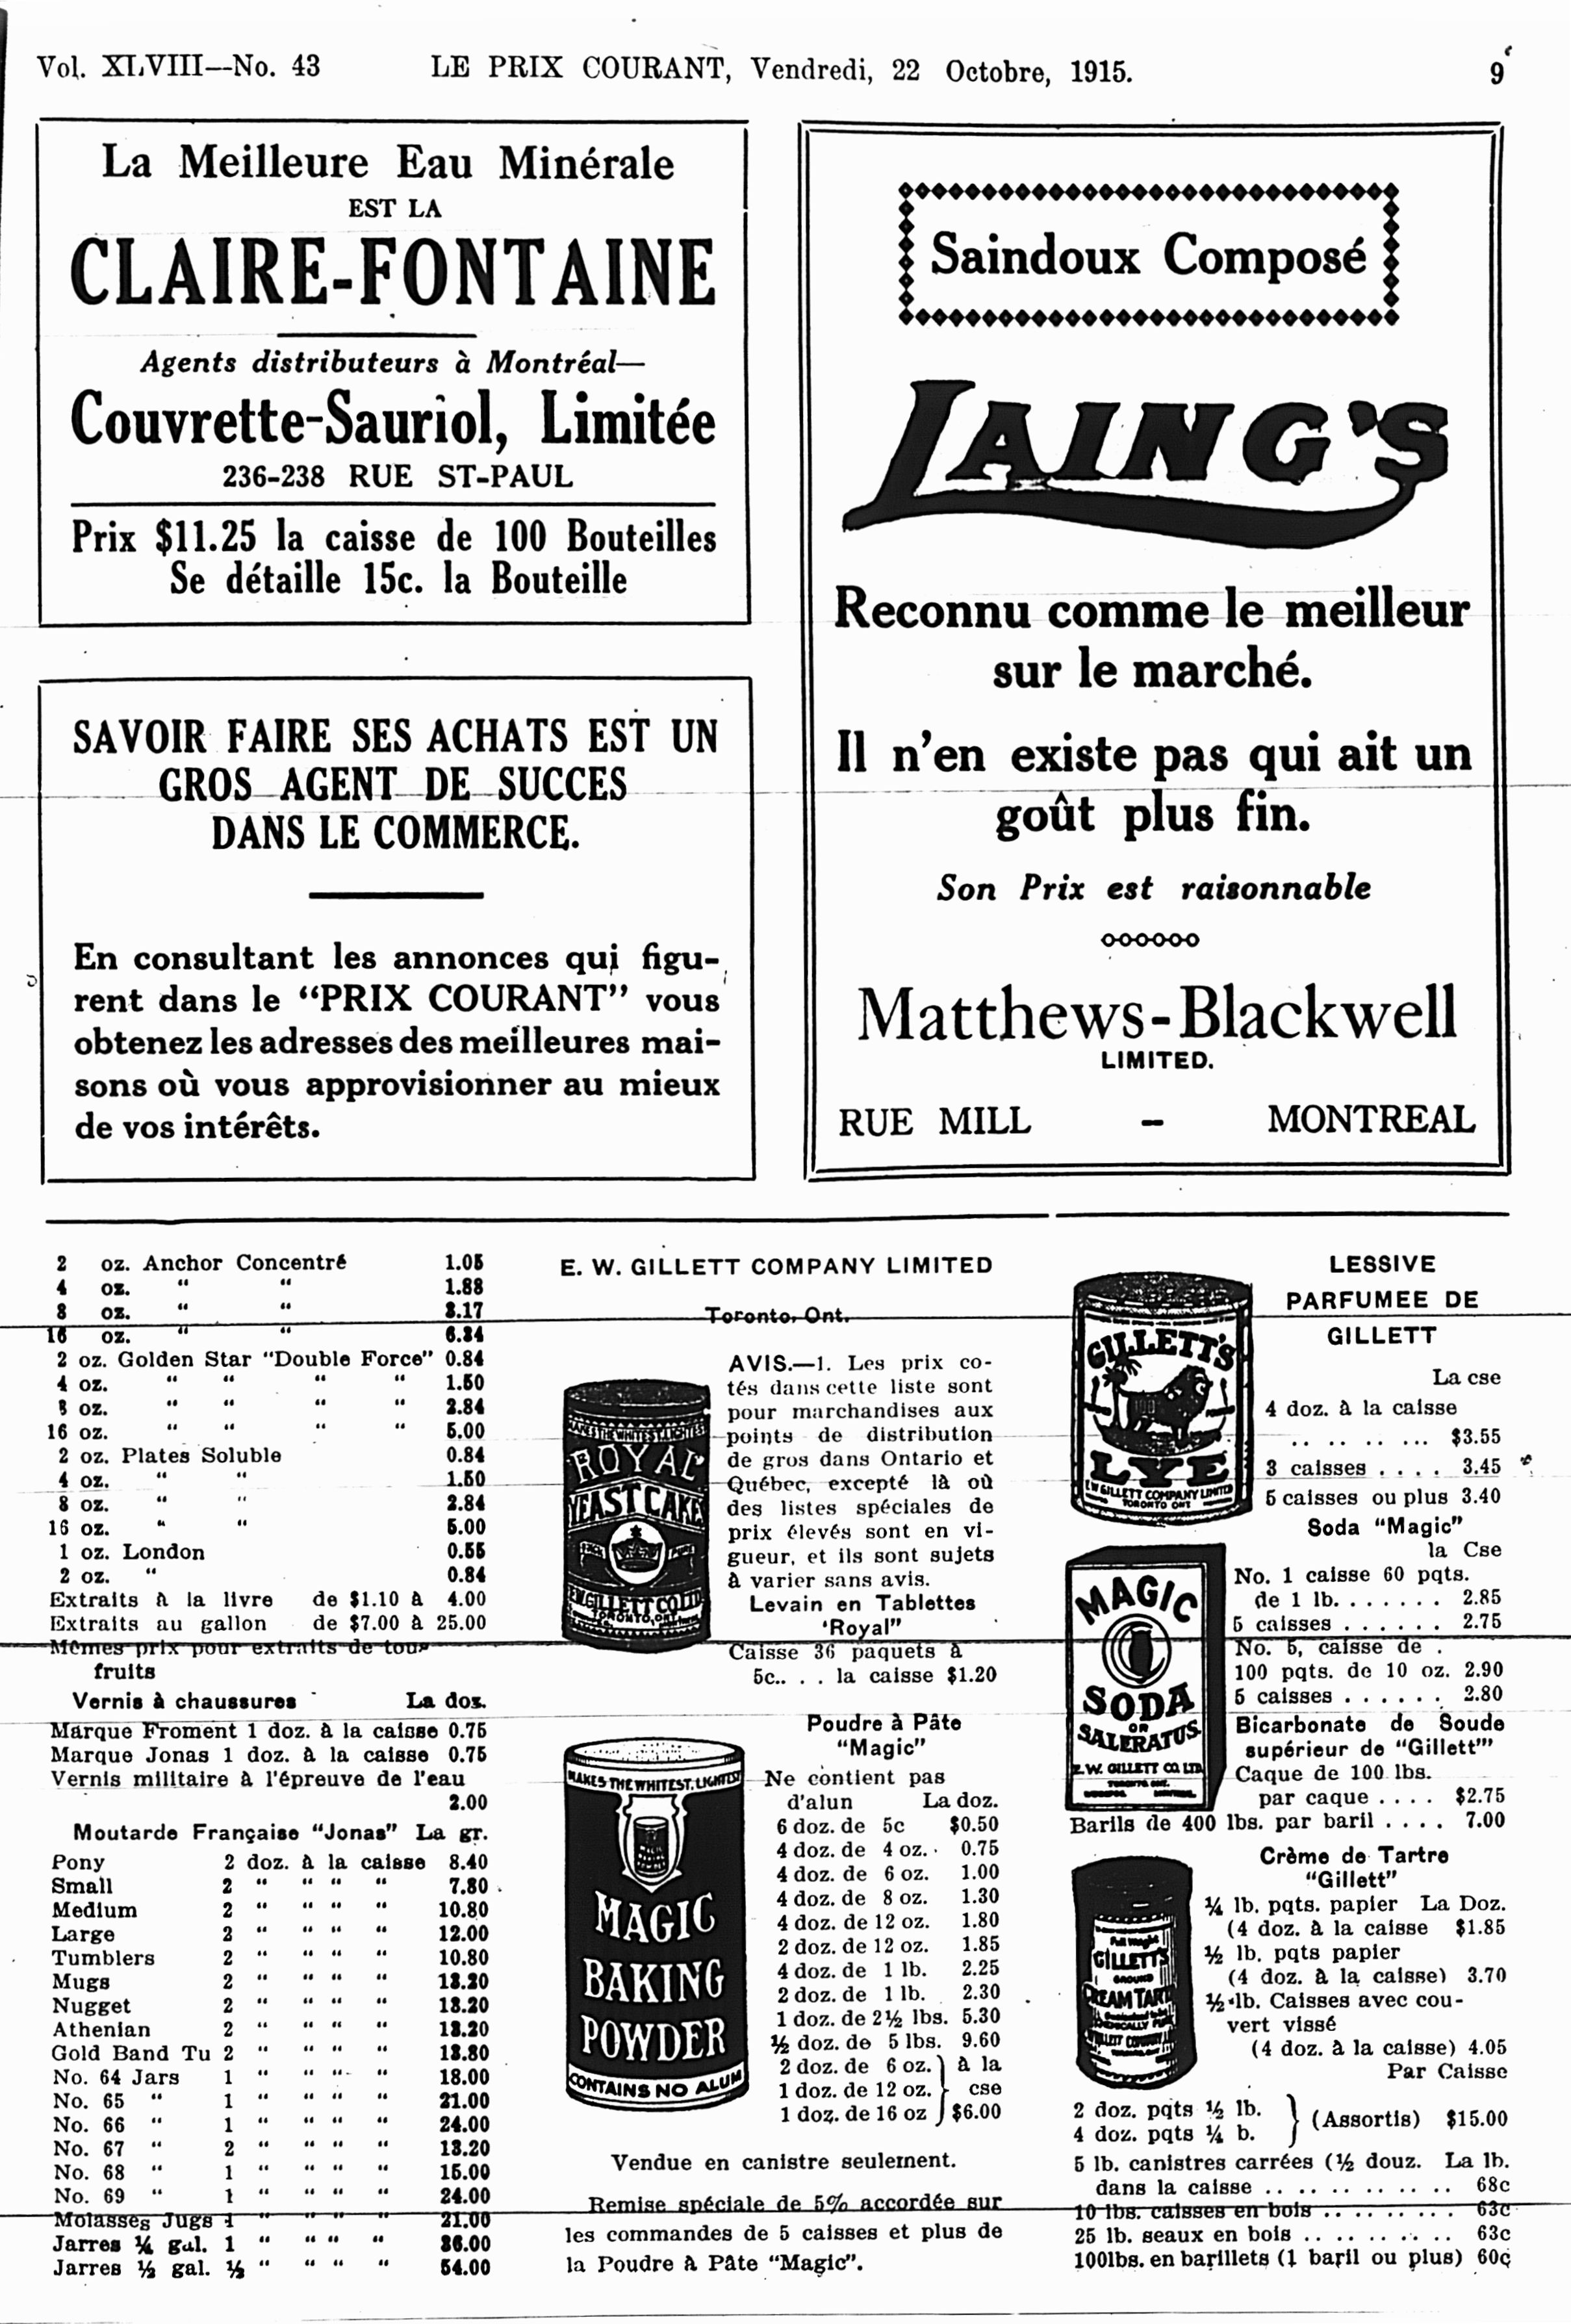 Vol. XLVIII—No. 43 LE PRIX COURANT, Vendredi, 22 Octobre, 1915. 9
La Meilleure Eau Minérale
EST LA
CLAIRE-FONTAINE
Agents distributeurs à Montréal—
Couvrette-Sauriol, Limitée
236-238 RUE ST-PAUL
Prix $11.25 la caisse de 100 Bouteilles
Se détaille 15c. la Bouteille
SAVOIR FAIRE SES ACHATS EST UN
GROS AGENT DE SUCCES
DANS LE COMMERCE.
En consultant les annonces qui figu-
rent dans le "PRIX COURANT" vous
obtenez les adresses des meilleures mai-
sons où vous approvisionner au mieux
de vos intérêts.
Saindoux Composé
LAING'S
Reconnu comme le meilleur
sur le marché.
Il n'en existe pas qui ait un
goût plus fin.
Son Prix est raisonnable
Matthews-Blackwell
LIMITED.
RUE MILL - MONTREAL
2 oz. Anchor Concentré 1.05
4 oz. " " 1.88
8 oz. " " 3.17
16 oz. " " 6.34
2 oz. Golden Star "Double Force" 0.84
4 oz. " " " " 1.50
8 oz. " " " " 2.84
16 oz. " " " " 5.00
2 oz. Plates Soluble 0.84
4 oz. " " 1.50
8 oz. " " 2.84
16 oz. " " 5.00
1 oz. London 0.55
2 oz. " 0.84
Extraits à la livre de $1.10 à 4.00
Extraits au gallon de $7.00 à 25.00
Mêmes prix pour extraits de tous
fruits
Vernis à chaussures La doz.
Marque Froment 1 doz. à la caisse 0.75
Marque Jonas 1 doz. à la caisse 0.75
Vernis militaire à l'épreuve de l'eau
2.00
Moutarde Française "Jonas" La gr.
Pony 2 doz. à la caisse 8.40
Small 2 " " " " 7.80
Medium 2 " " " " 10.80
Large 2 " " " " 12.00
Tumblers 2 " " " " 10.80
Mugs 2 " " " " 13.20
Nugget 2 " " " " 13.20
Athenian 2 " " " " 13.20
Gold Band Tu 2 " " " " 13.80
No. 64 Jars 1 " " " " 18.00
No. 65 " 1 " " " " 21.00
No. 66 " 1 " " " " 24.00
No. 67 " 2 " " " " 13.20
No. 68 " 1 " " " " 15.00
No. 69 " 1 " " " " 24.00
Molasses Jugs 1 " " " " 21.00
Jarres ¼ gal. 1 " " " " 36.00
Jarres ½ gal. ½ " " " " 54.00
E. W. GILLETT COMPANY LIMITED
Toronto, Ont.
MAKES THE WHITEST, LIGHTEST
ROYAL
YEAST CAKES
E.W. GILLETT CO. LTD
TORONTO, ONT.
AVIS.—1. Les prix co-
tés dans cette liste sont
pour marchandises aux
points de distribution
de gros dans Ontario et
Québec, excepté là où
des listes spéciales de
prix élevés sont en vi-
gueur, et ils sont sujets
à varier sans avis.
Levain en Tablettes
'Royal"
Caisse 36 paquets à
5c.. . . la caisse $1.20
MAKES THE WHITEST, LIGHTEST
MAGIC
BAKING
POWDER
CONTAINS NO ALUM
Poudre à Pâte
"Magic"
Ne contient pas
d'alun La doz.
6 doz. de 5c $0.50
4 doz. de 4 oz. 0.75
4 doz. de 6 oz. 1.00
4 doz. de 8 oz. 1.30
4 doz. de 12 oz. 1.80
2 doz. de 12 oz. 1.85
4 doz. de 1 lb. 2.25
2 doz. de 1 lb. 2.30
1 doz. de 2½ lbs. 5.30
½ doz. de 5 lbs. 9.60
2 doz. de 6 oz. } à la
1 doz. de 12 oz. } cse
1 doz. de 16 oz } $6.00
Vendue en canistre seulement.
Remise spéciale de 5% accordée sur
les commandes de 5 caisses et plus de
la Poudre à Pâte "Magic".
GILLETT'S
LYE
E W GILLETT COMPANY LIMITED
TORONTO ONT
LESSIVE
PARFUMEE DE
GILLETT
La cse
4 doz. à la caisse
.. .. .. ... $3.55
3 caisses . . . . 3.45
5 caisses ou plus 3.40
MAGIC
SODA
OR
SALERATUS.
E.W. GILLETT CO LTD
Soda "Magic"
la Cse
No. 1 caisse 60 pqts.
de 1 lb. . . . . . . 2.85
5 caisses . . . . . . 2.75
No. 5, caisse de .
100 pqts. de 10 oz. 2.90
5 caisses . . . . . . 2.80
Bicarbonate de Soude
supérieur de "Gillett""
Caque de 100 lbs.
par caque . . . . $2.75
Barils de 400 lbs. par baril . . . . 7.00
GILLETT'S
GROUND
CREAM TARTAR
Crème de Tartre
"Gillett"
¼ lb. pqts. papier La Doz.
(4 doz. à la caisse $1.85
½ lb. pqts papier
(4 doz. à la caisse) 3.70
½ lb. Caisses avec cou-
vert vissé
(4 doz. à la caisse) 4.05
Par Caisse
2 doz. pqts ½ lb. } (Assortis) $15.00
4 doz. pqts ¼ b. }
5 lb. canistres carrées (½ douz. La lb.
dans la caisse .. .. .. .. .. .. 68c
10 lbs. caisses en bois .. .. .. .. . 63c
25 lb. seaux en bois .. .. .. .. .. 63c
100lbs. en barillets (1 baril ou plus) 60c